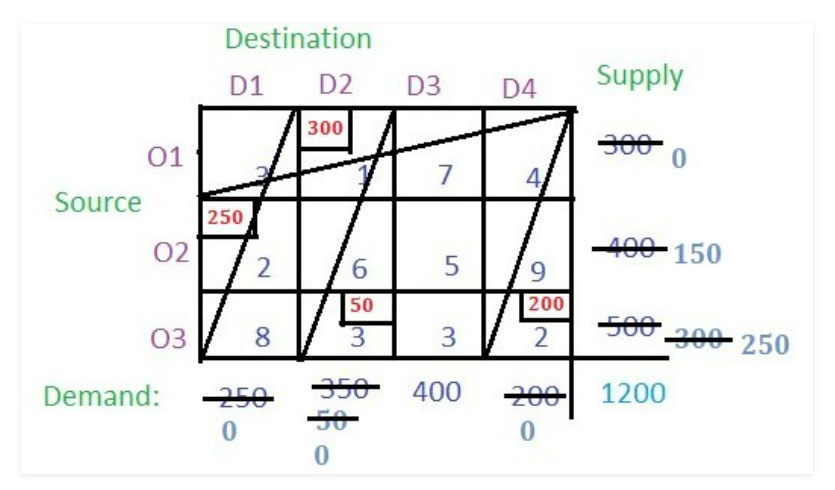 Destination
D1 D2 D3 D4 Supply
O1 3 300 1 7 4 300 0
Source
O2 250 2 6 5 9 400 150
O3 8 50 3 3 200 2 500 300 250
Demand: 250 350 400 200 1200
0 50 0
0